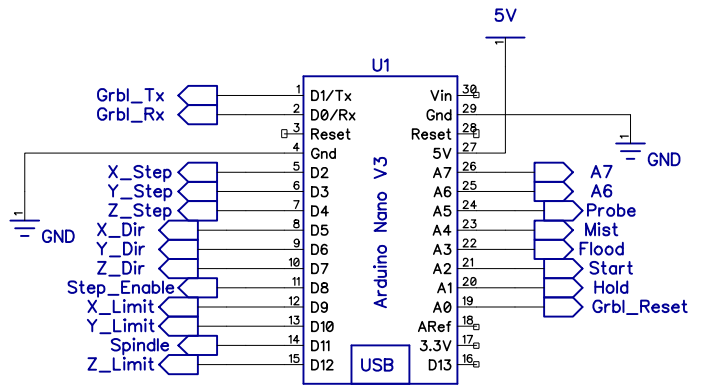 5V
1
U1
Grbl_Tx 1 D1/Tx Vin 30
Grbl_Rx 2 D0/Rx Gnd 29
3 Reset Reset 28
4 Gnd 5V 27
1
GND
X_Step 5 D2 A7 26 A7
Y_Step 6 D3 A6 25 A6
Z_Step 7 D4 A5 24 Probe
1
GND
X_Dir 8 D5 A4 23 Mist
Y_Dir 9 D6 A3 22 Flood
Z_Dir 10 D7 A2 21 Start
Step_Enable 11 D8 A1 20 Hold
X_Limit 12 D9 A0 19 Grbl_Reset
Y_Limit 13 D10 ARef 18
Spindle 14 D11 3.3V 17
Z_Limit 15 D12 D13 16
Arduino Nano V3
USB